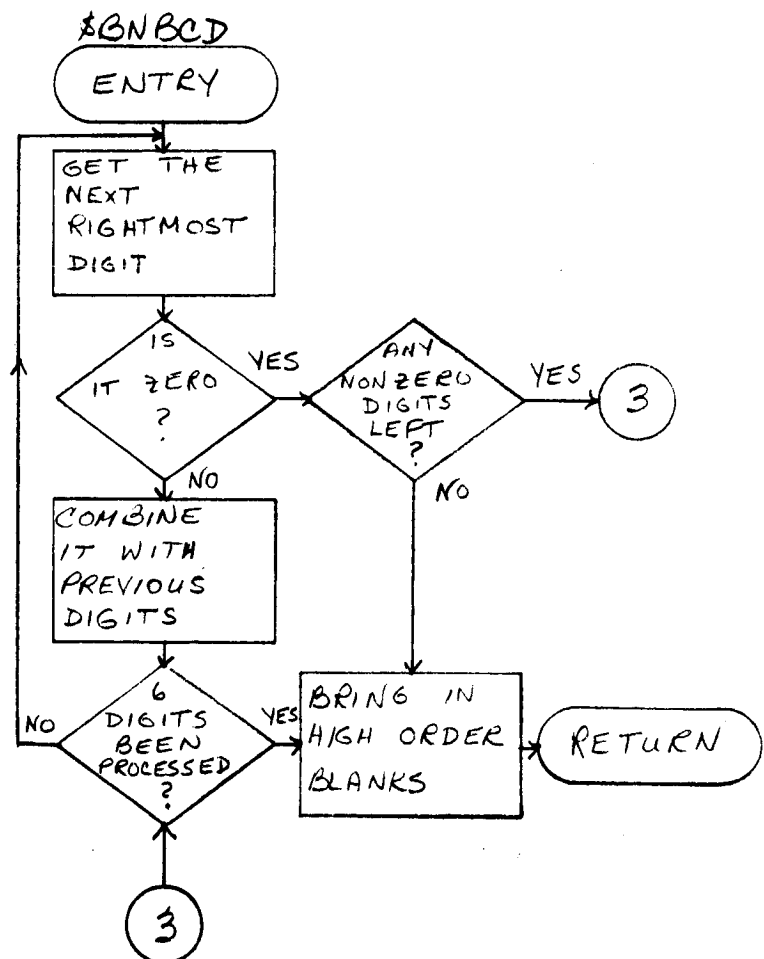 $BNBCD
ENTRY
GET THE
NEXT
RIGHTMOST
DIGIT
IS
IT ZERO
?
YES
ANY
NONZERO
DIGITS
LEFT
?
YES
3
NO
NO
COMBINE
IT WITH
PREVIOUS
DIGITS
6
DIGITS
BEEN
PROCESSED
?
NO
YES
BRING IN
HIGH ORDER
BLANKS
RETURN
3